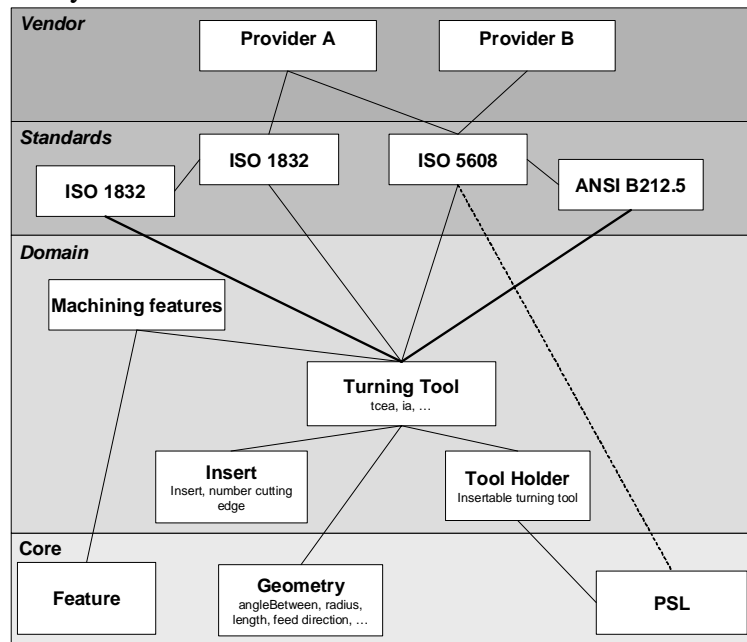 Vendor
Provider A
Provider B
Standards
ISO 1832
ISO 5608
ISO 1832
ANSI B212.5
Domain
Machining features
Turning Tool
tcea, ia, ...
Insert
Insert, number cutting
edge
Tool Holder
Insertable turning tool
Core
Feature
Geometry
angleBetween, radius,
length, feed direction, ...
PSL